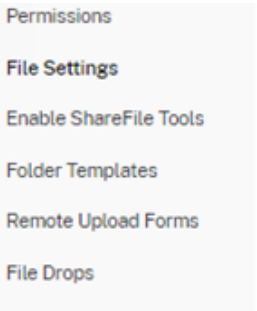 Permissions
File Settings
Enable ShareFile Tools
Folder Templates
Remote Upload Forms
File Drops